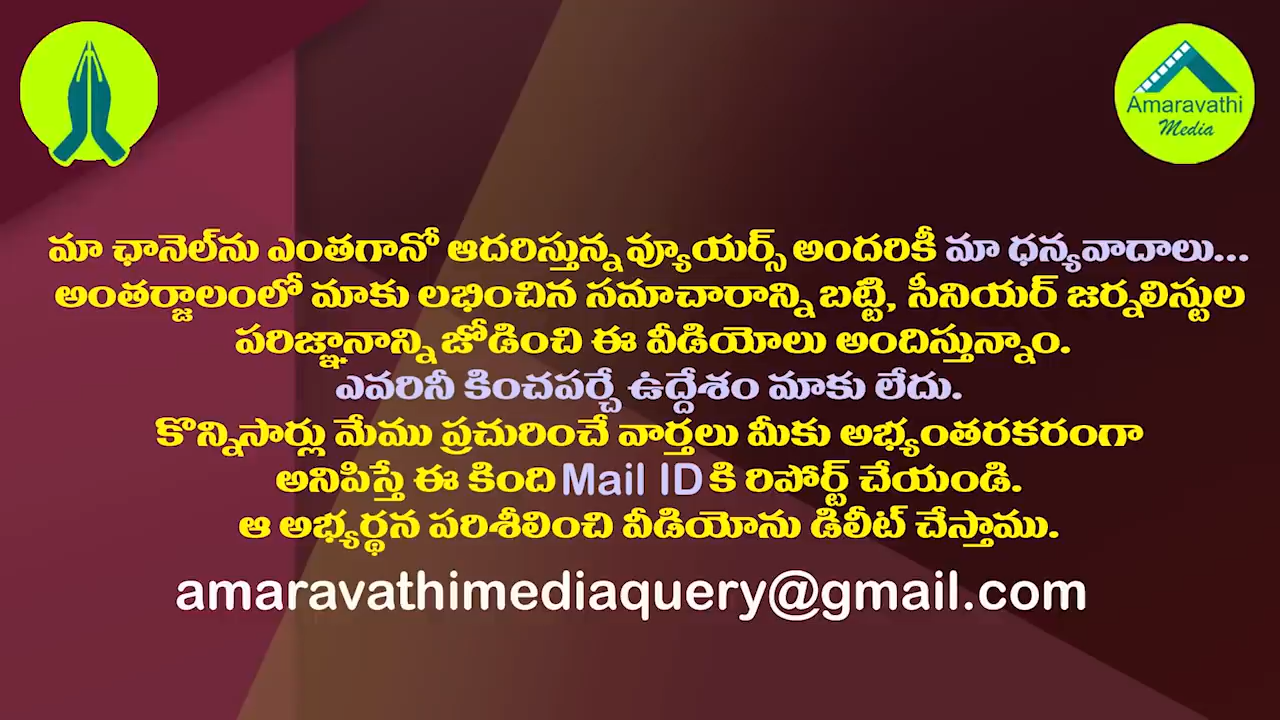 Amaravathi
Media
మా ఛానెల్‌ను ఎంతగానో ఆదరిస్తున్న వ్యూయర్స్ అందరికీ మా ధన్యవాదాలు...
అంతర్జాలంలో మాకు లభించిన సమాచారాన్ని బట్టి, సీనియర్ జర్నలిస్టుల
పరిజ్ఞానాన్ని జోడించి ఈ వీడియోలు అందిస్తున్నాం.
ఎవరినీ కించపర్చే ఉద్దేశం మాకు లేదు.
కొన్నిసార్లు మేము ప్రచురించే వార్తలు మీకు అభ్యంతరకరంగా
అనిపిస్తే ఈ కింది Mail ID కి రిపోర్ట్ చేయండి.
ఆ అభ్యర్థన పరిశీలించి వీడియోను డిలీట్ చేస్తాము.
amaravathimediaquery@gmail.com